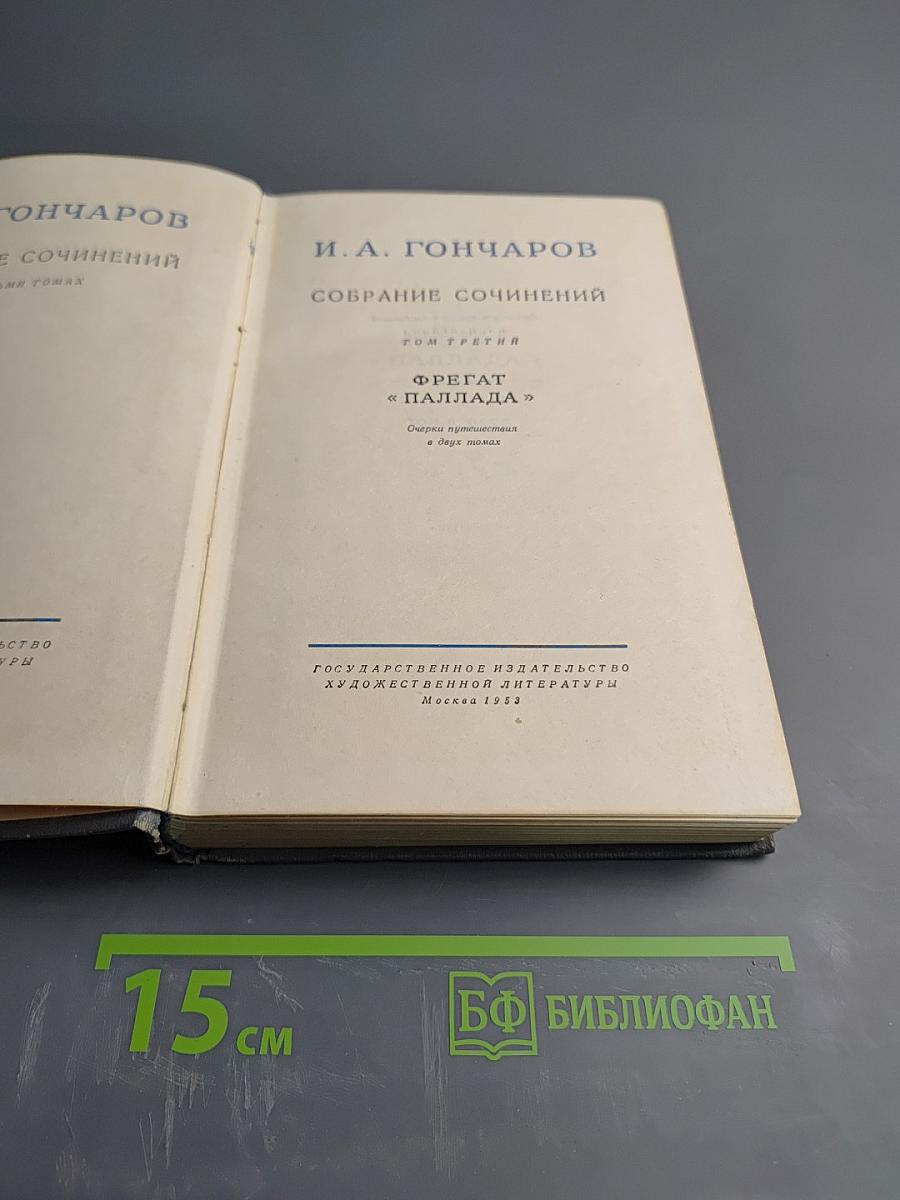 ГОНЧАРОВ
СОЧИНЕНИЙ
томах
И. А. ГОНЧАРОВ
СОБРАНИЕ СОЧИНЕНИЙ
ТОМ ТРЕТИЙ
ФРЕГАТ
« ПАЛЛАДА »
Очерки путешествия
в двух томах
ГОСУДАРСТВЕННОЕ ИЗДАТЕЛЬСТВО
ХУДОЖЕСТВЕННОЙ ЛИТЕРАТУРЫ
Москва 1953
15 см
БФ БИБЛИОФАН